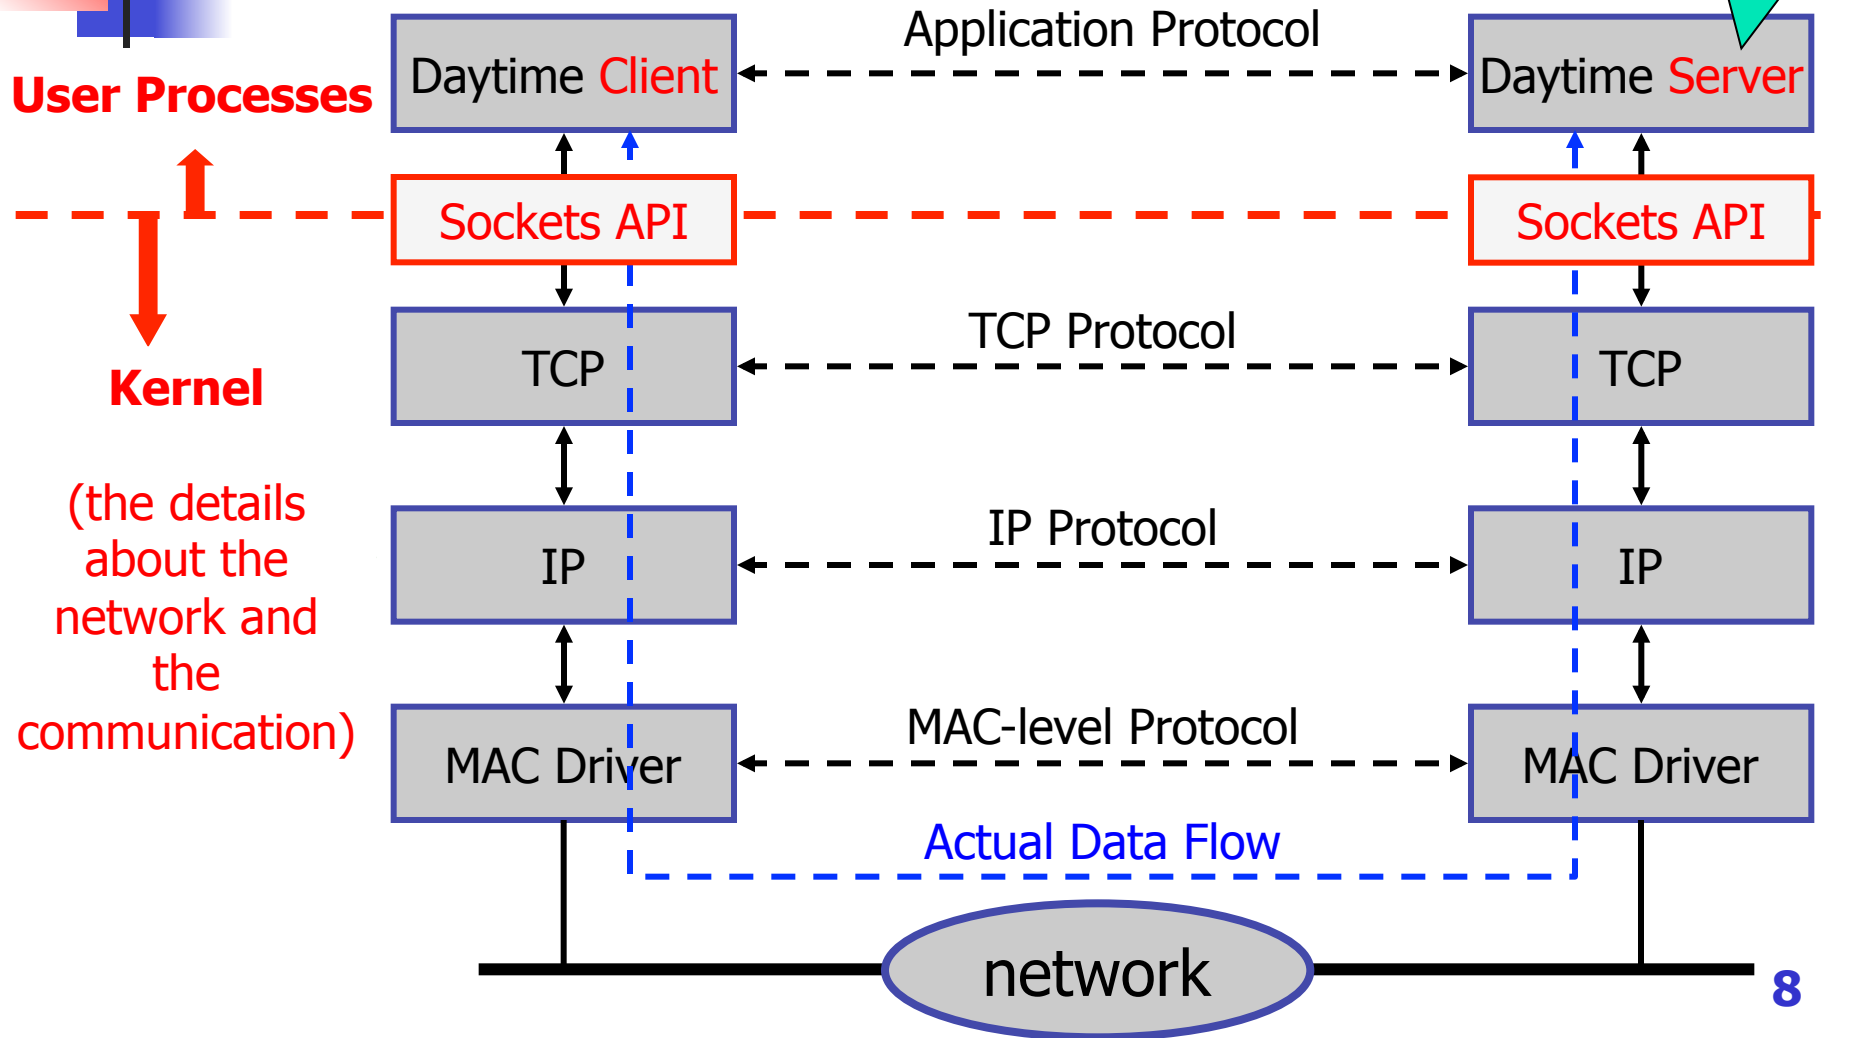 Application Protocol
Daytime Client
Daytime Server
User Processes
Sockets API
Sockets API
TCP Protocol
TCP
TCP
Kernel
(the details
about the
network and
the
communication)
IP Protocol
IP
IP
MAC-level Protocol
MAC Driver
MAC Driver
Actual Data Flow
network
8